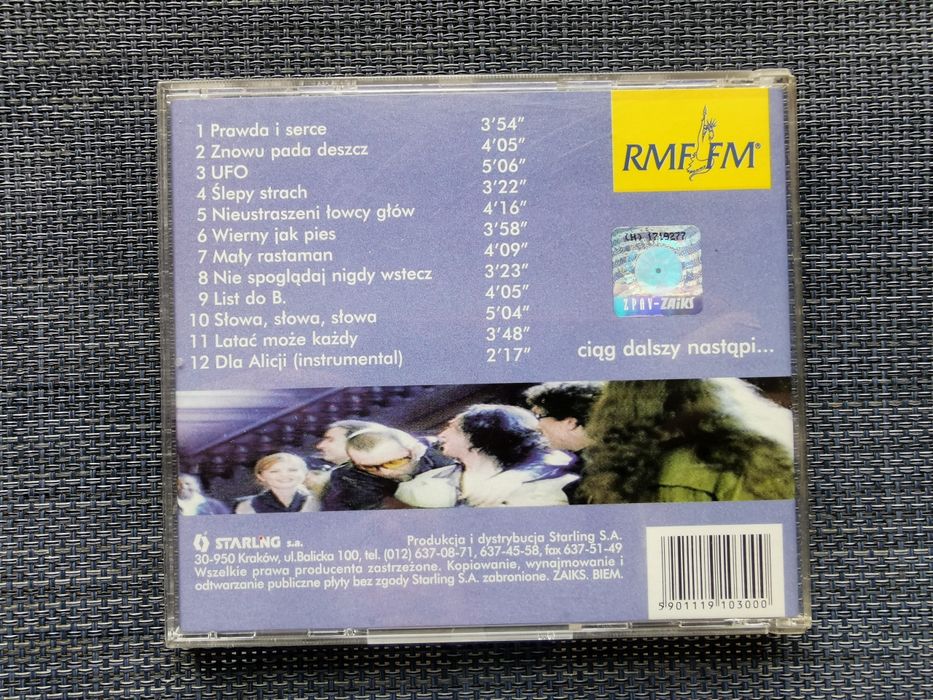 1 Prawda i serce 3'54"
2 Znowu pada deszcz 4'05"
3 UFO 5'06"
4 Ślepy strach 3'22"
5 Nieustraszeni łowcy głów 4'16"
6 Wierny jak pies 3'58"
7 Mały rastaman 4'09"
8 Nie spoglądaj nigdy wstecz 3'23"
9 List do B. 4'05"
10 Słowa, słowa, słowa 5'04"
11 Latać może każdy 3'48"
12 Dla Alicji (instrumental) 2'17"
RMF FM®
(H) 1719277
ZPAV-ZAiKS
ciąg dalszy nastąpi...
STARLING s.a. Produkcja i dystrybucja Starling S.A.
30-950 Kraków, ul.Balicka 100, tel. (012) 637-08-71, 637-45-58, fax 637-51-49
Wszelkie prawa producenta zastrzeżone. Kopiowanie, wynajmowanie i
odtwarzanie publiczne płyty bez zgody Starling S.A. zabronione. ZAIKS. BIEM.
5 901119 103000